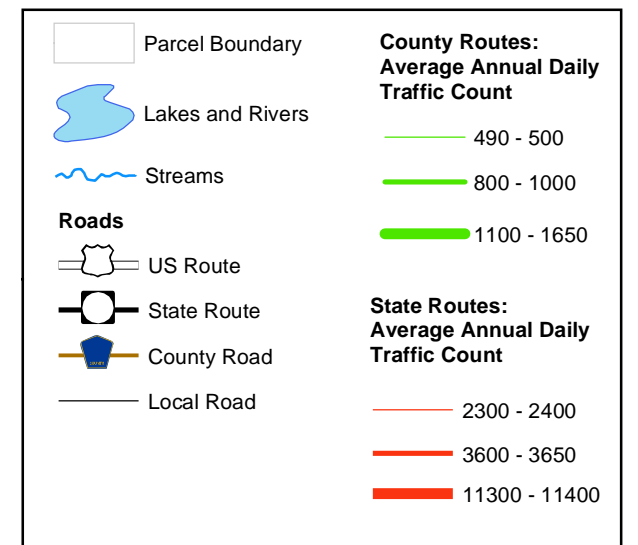 Parcel Boundary
Lakes and Rivers
Streams
Roads
US Route
State Route
County Road
Local Road
County Routes:
Average Annual Daily
Traffic Count
490 - 500
800 - 1000
1100 - 1650
State Routes:
Average Annual Daily
Traffic Count
2300 - 2400
3600 - 3650
11300 - 11400